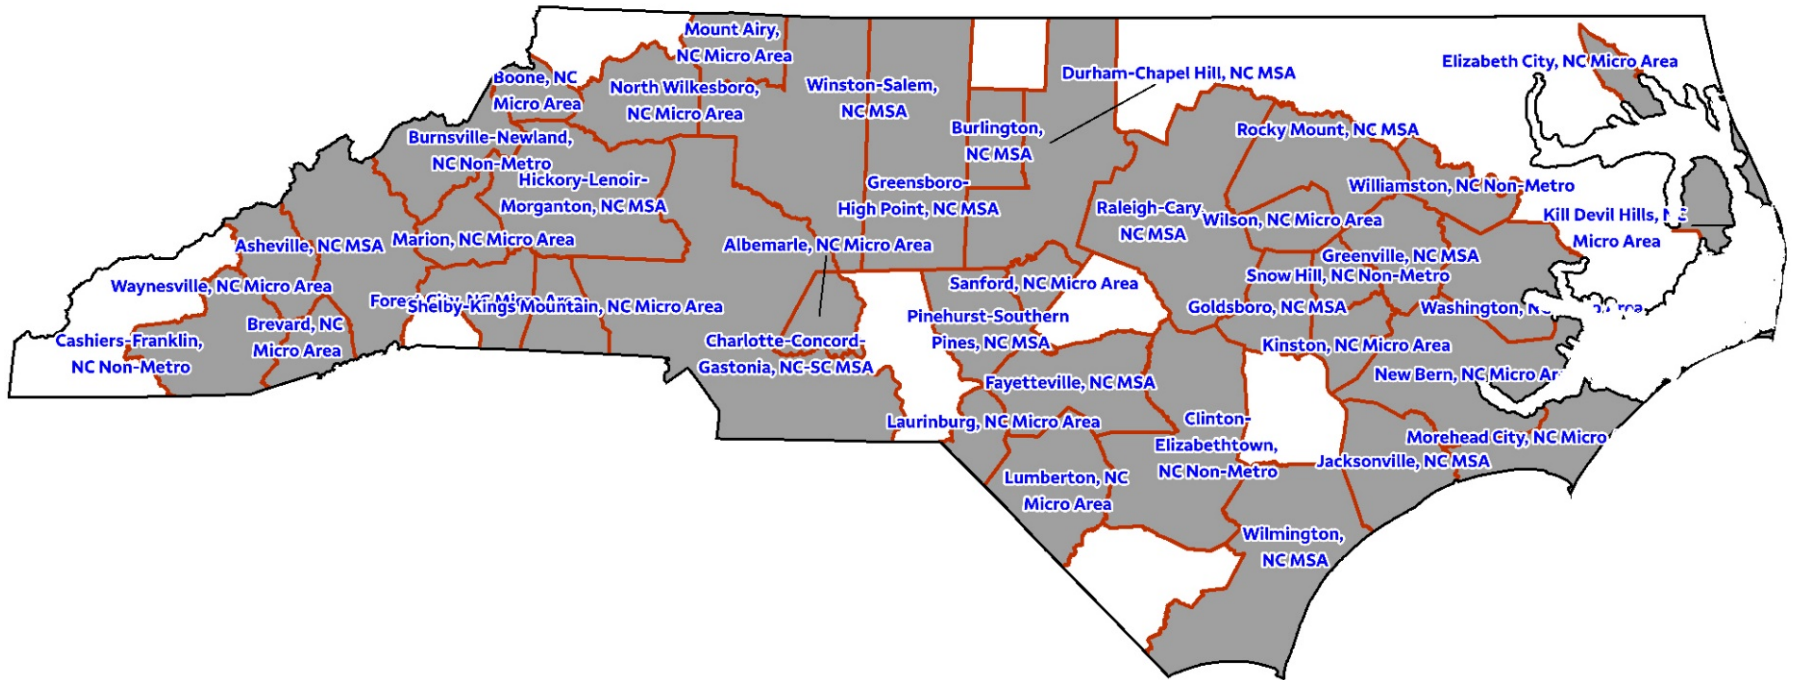 Mount Airy,
NC Micro Area
Boone, NC
Micro Area
North Wilkesboro,
NC Micro Area
Winston-Salem,
NC MSA
Durham-Chapel Hill, NC MSA
Elizabeth City, NC Micro Area
Burnsville-Newland,
NC Non-Metro
Burlington,
NC MSA
Rocky Mount, NC MSA
Hickory-Lenoir-
Morganton, NC MSA
Greensboro-
High Point, NC MSA
Williamston, NC Non-Metro
Raleigh-Cary
NC MSA
Wilson, NC Micro Area
Kill Devil Hills, NC
Micro Area
Asheville, NC MSA
Marion, NC Micro Area
Albemarle, NC Micro Area
Greenville, NC MSA
Waynesville, NC Micro Area
Sanford, NC Micro Area
Snow Hill, NC Non-Metro
Forest City, NC Micro Area
Shelby-Kings Mountain, NC Micro Area
Goldsboro, NC MSA
Washington, NC
Brevard, NC
Micro Area
Pinehurst-Southern
Pines, NC MSA
Cashiers-Franklin,
NC Non-Metro
Charlotte-Concord-
Gastonia, NC-SC MSA
Kinston, NC Micro Area
Fayetteville, NC MSA
New Bern, NC Micro Ar
Laurinburg, NC Micro Area
Clinton-
Elizabethtown,
NC Non-Metro
Morehead City, NC Micro
Jacksonville, NC MSA
Lumberton, NC
Micro Area
Wilmington,
NC MSA